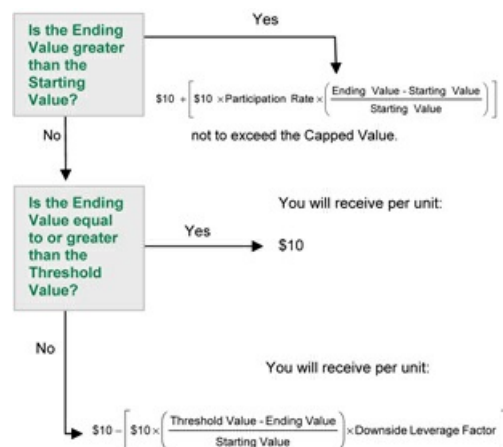 Is the Ending
Value greater
than the
Starting
Value?
Yes
$10 + [ $10 × Participation Rate × ( Ending Value - Starting Value / Starting Value ) ]
not to exceed the Capped Value.
No
Is the Ending
Value equal
to or greater
than the
Threshold
Value?
Yes
You will receive per unit:
$10
No
You will receive per unit:
$10 – [ $10 × ( Threshold Value - Ending Value / Starting Value ) × Downside Leverage Factor